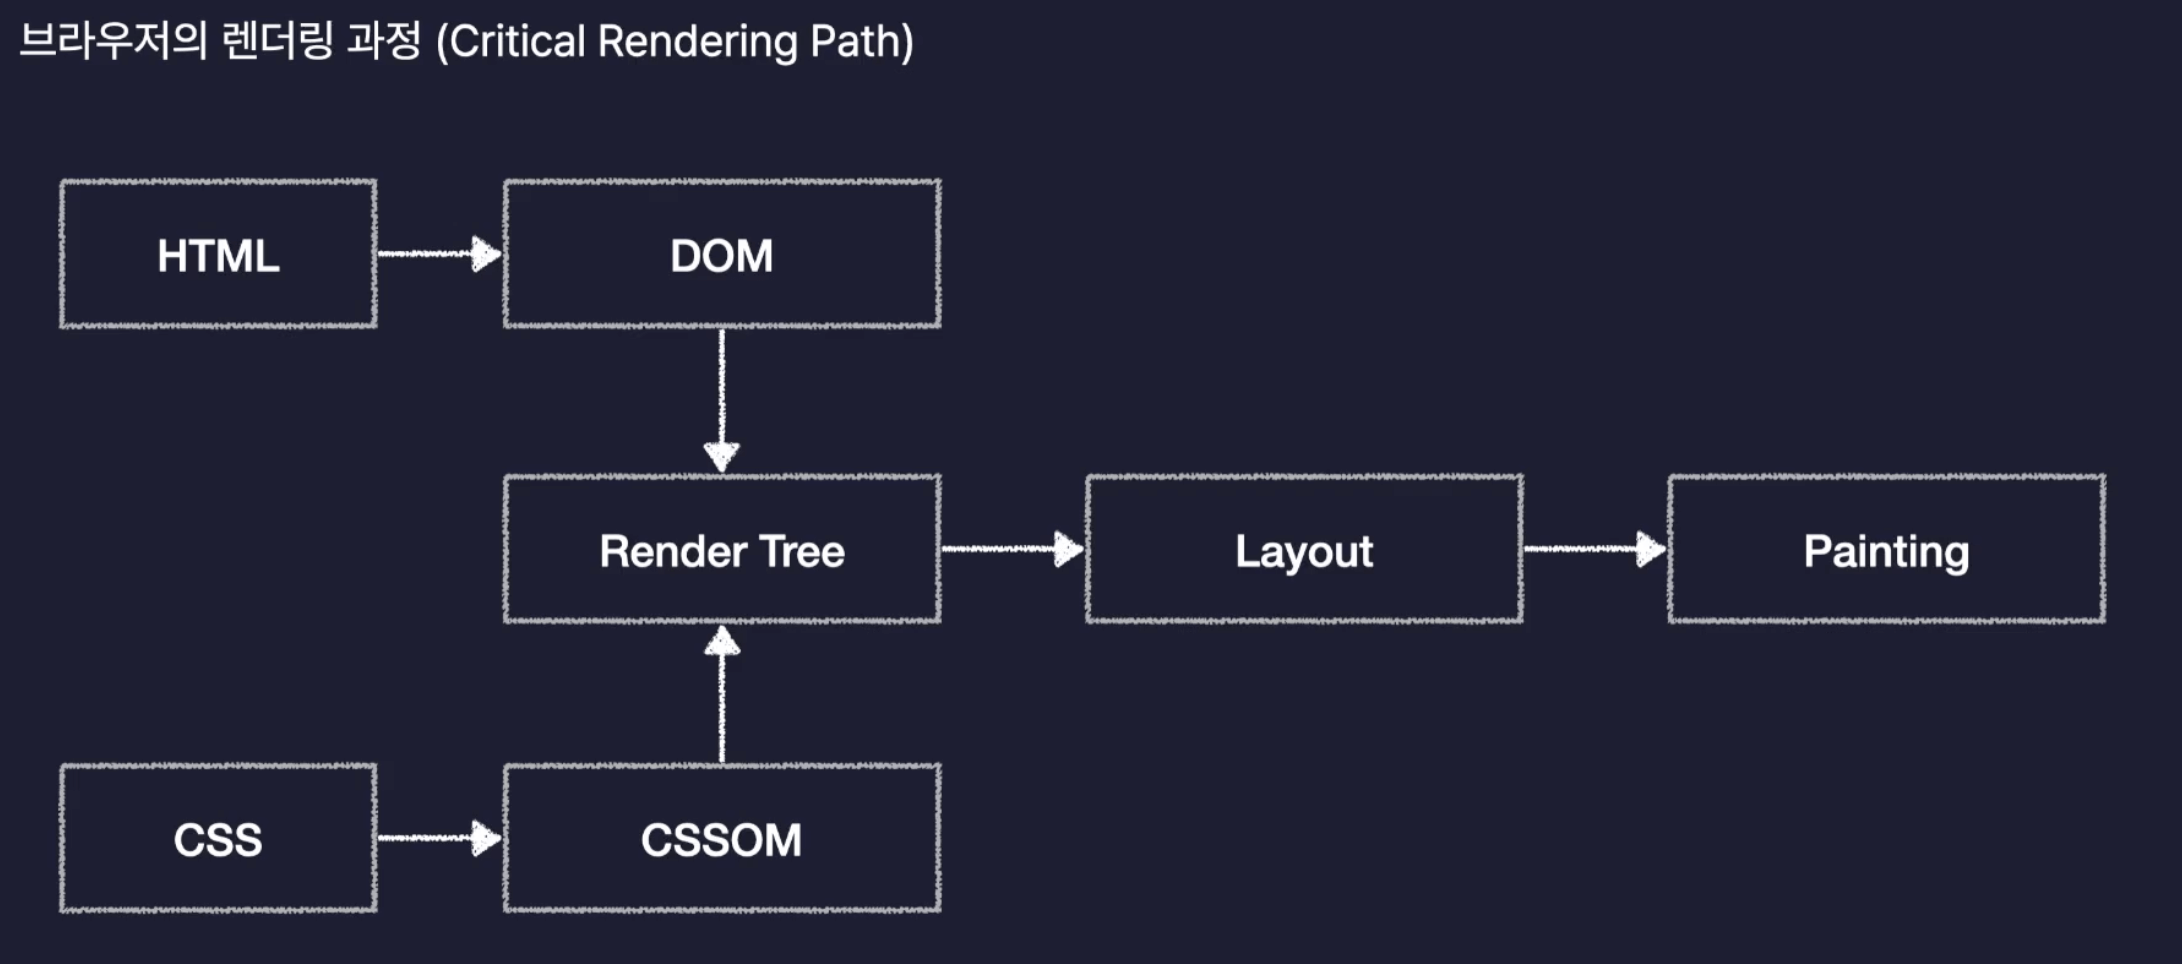 브라우저의 렌더링 과정 (Critical Rendering Path)
HTML
DOM
Render Tree
Layout
Painting
CSS
CSSOM